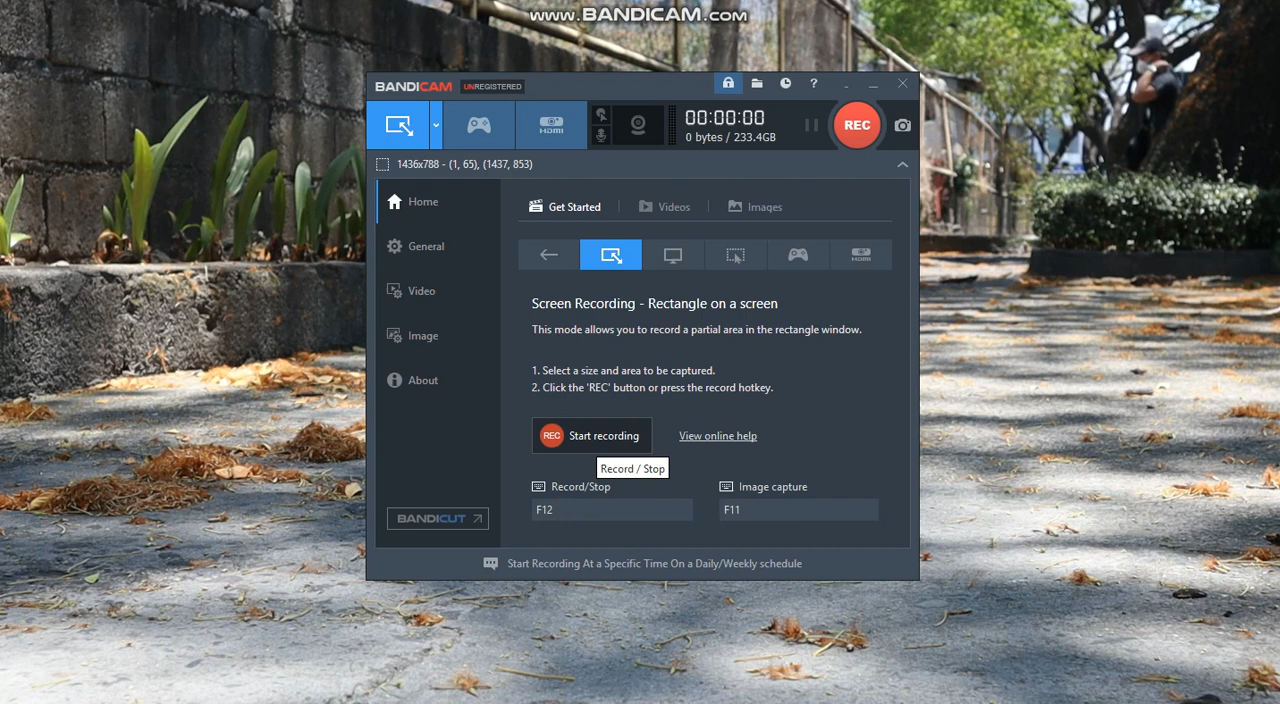 www.BANDICAM.com
BANDICAM UNREGISTERED
?
HDMI
00:00:00
0 bytes / 233.4GB
REC
1436x788 - (1, 65), (1437, 853)
Home
General
Video
Image
About
BANDICUT
Get Started
Videos
Images
HDMI
Screen Recording - Rectangle on a screen
This mode allows you to record a partial area in the rectangle window.
1. Select a size and area to be captured.
2. Click the 'REC' button or press the record hotkey.
REC Start recording
View online help
Record / Stop
Record/Stop
Image capture
F12
F11
Start Recording At a Specific Time On a Daily/Weekly schedule